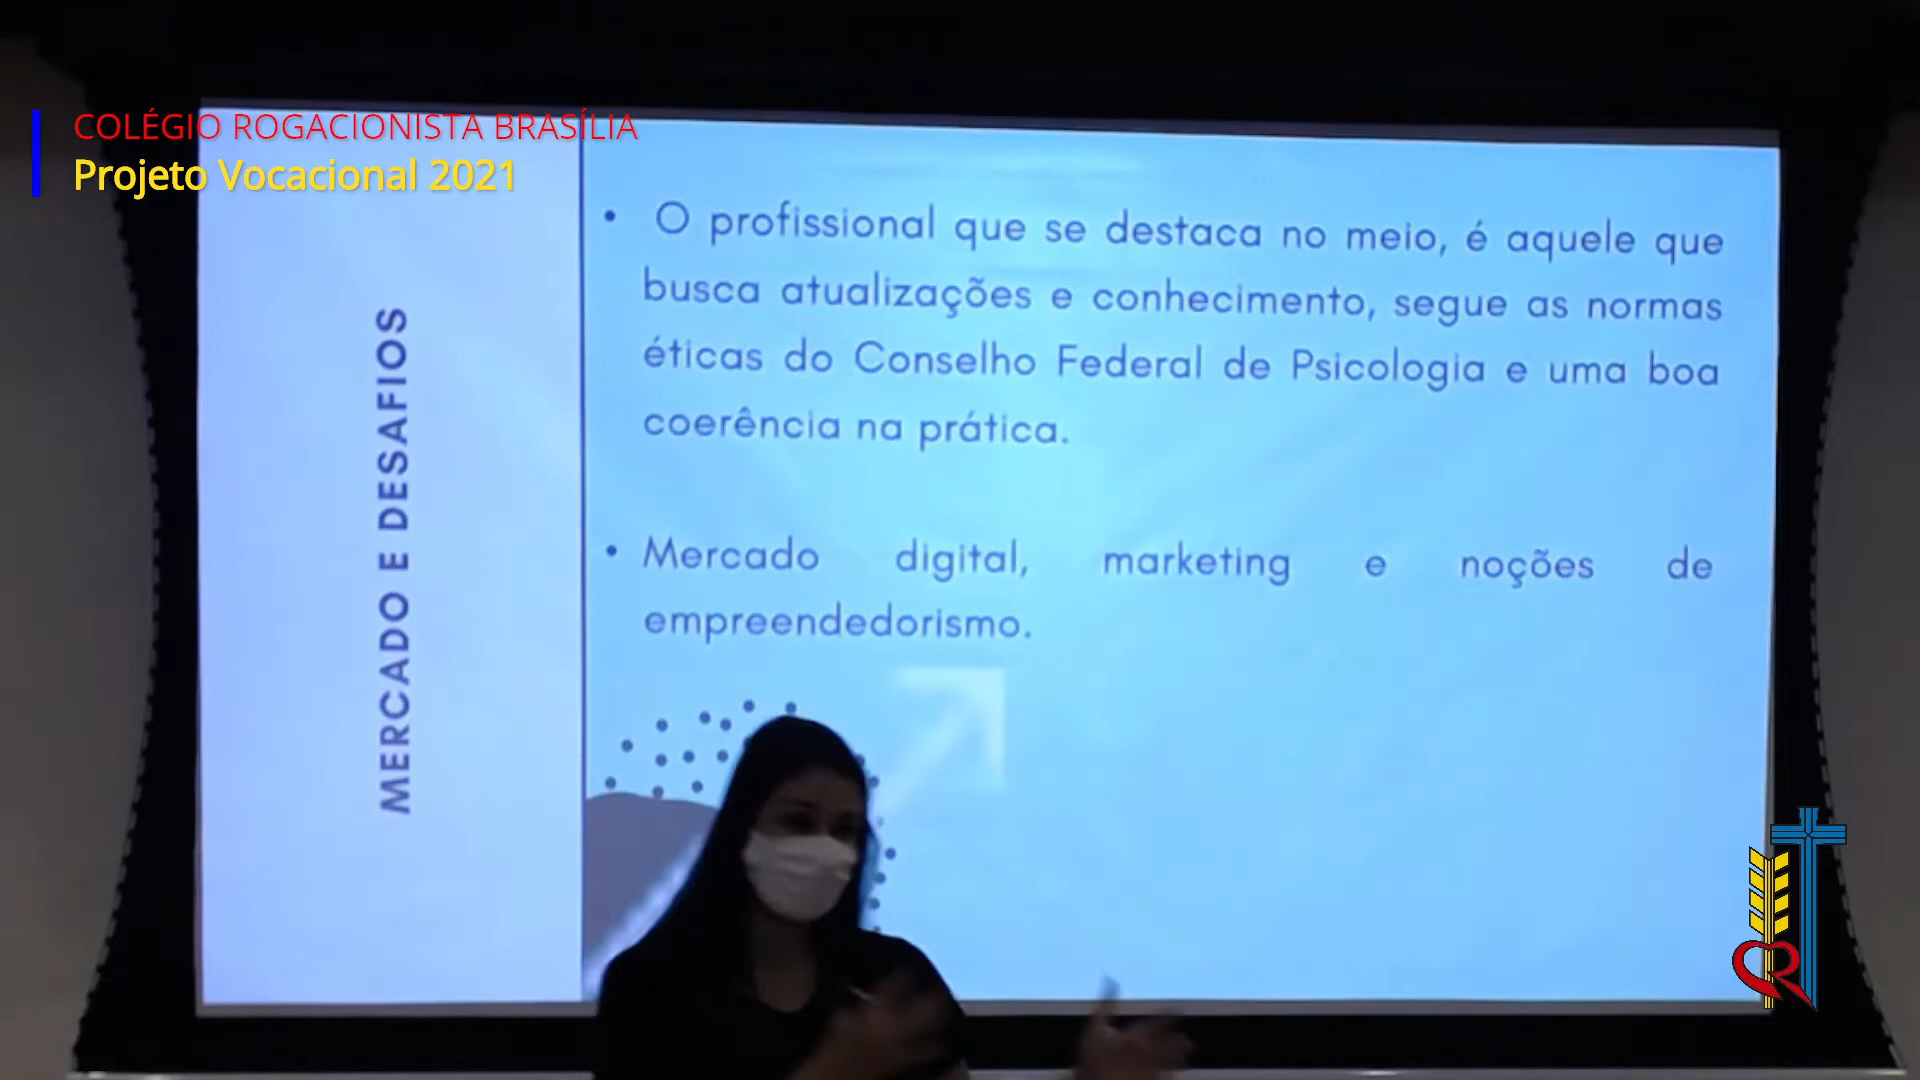 COLÉGIO ROGACIONISTA BRASÍLIA
Projeto Vocacional 2021
MERCADO E DESAFIOS
• O profissional que se destaca no meio, é aquele que
busca atualizações e conhecimento, segue as normas
éticas do Conselho Federal de Psicologia e uma boa
coerência na prática.
• Mercado digital, marketing e noções de
empreendedorismo.